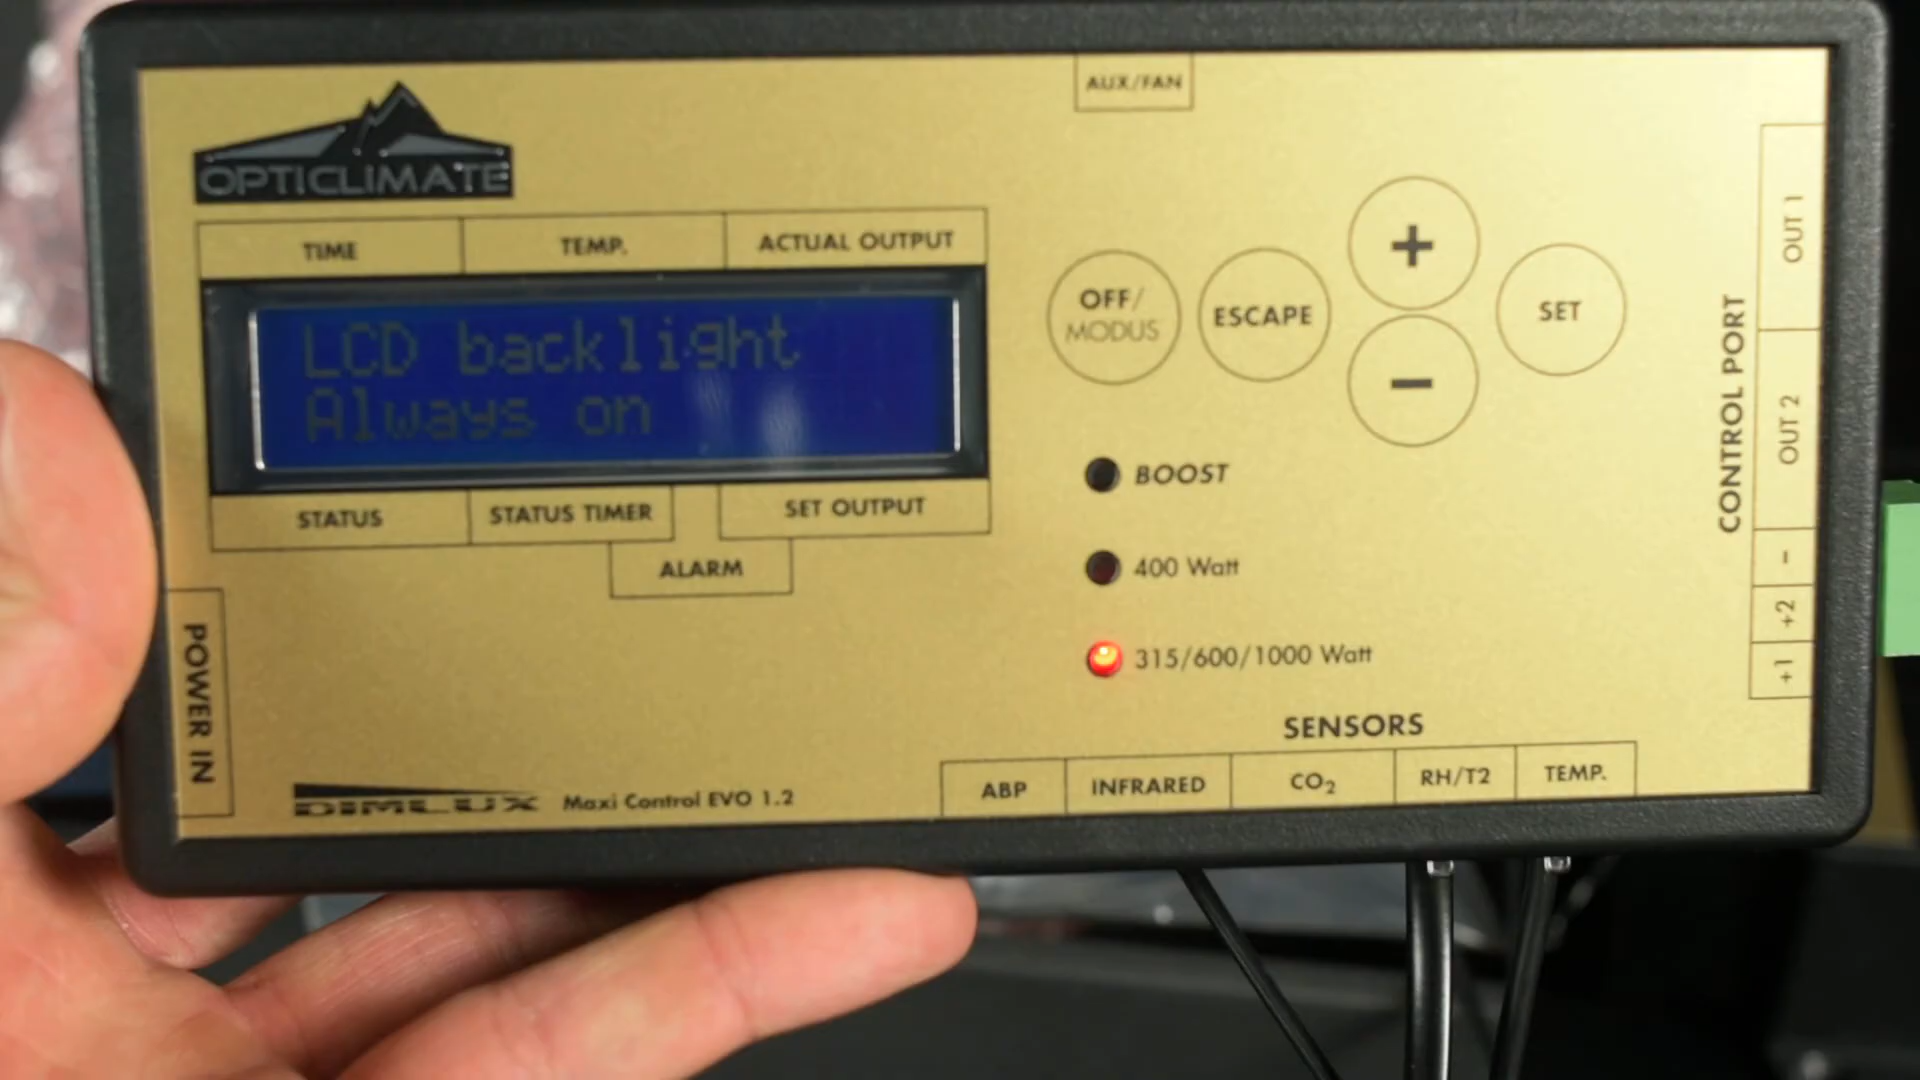 AUX/FAN
OPTICLIMATE
TIME
TEMP.
ACTUAL OUTPUT
LCD backlight
Always on
STATUS
STATUS TIMER
SET OUTPUT
ALARM
OFF/
MODUS
ESCAPE
+
−
SET
BOOST
400 Watt
315/600/1000 Watt
CONTROL PORT
OUT 1
OUT 2
-
+2
+1
POWER IN
DIMLUX
Maxi Control EVO 1.2
SENSORS
ABP
INFRARED
CO₂
RH/T2
TEMP.